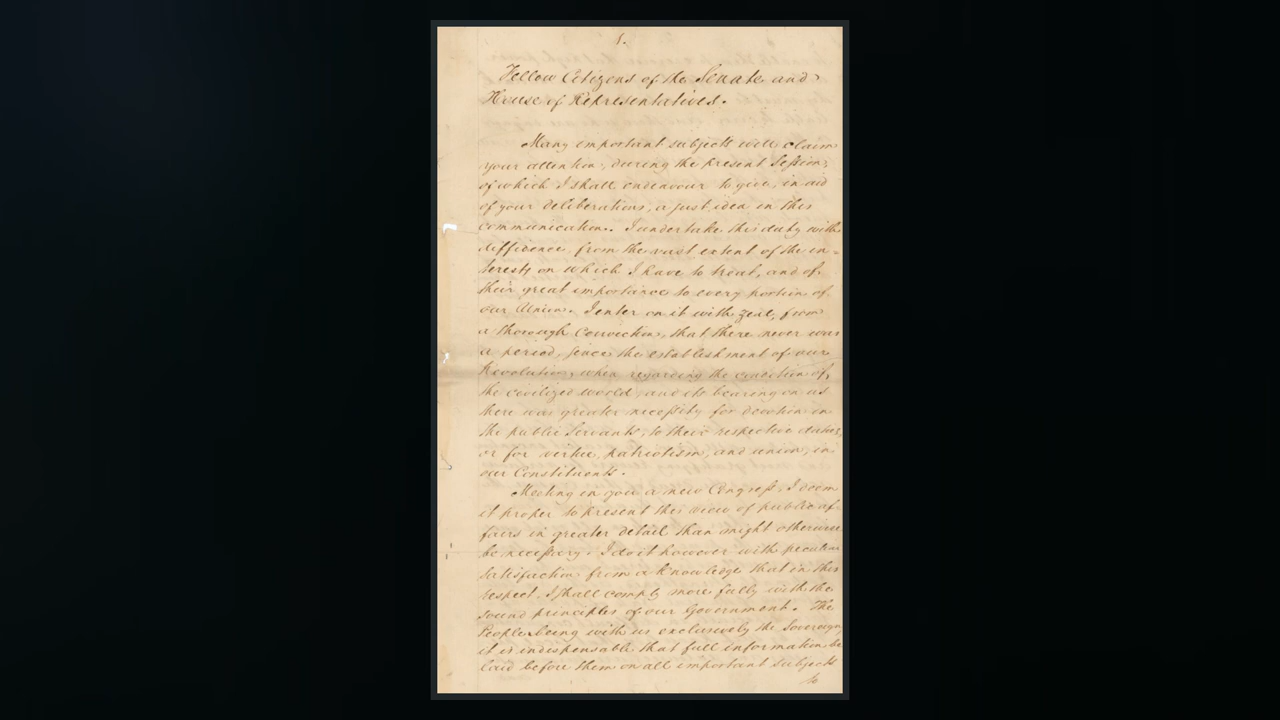 1.
Fellow Citizens of the Senate and
House of Representatives.
Many important subjects will claim
your attention, during the present Session,
of which I shall endeavour to give, in aid
of your deliberations, a just idea in this
communication. I undertake this duty with
diffidence, from the vast extent of the in=
terests on which I have to treat, and of
their great importance to every portion of
our Union. I enter on it with zeal, from
a thorough Conviction, that there never was
a period, since the establishment of our
Revolution, when regarding the condition of
the civilized world, and its bearing on us
there was greater necessity for devotion in
the public Servants, to their respective duties,
or for virtue, patriotism, and union, in
our Constituents.
Meeting in you a new Congress, I deem
it proper to present this view of public af-
fairs in greater detail than might otherwise
be necessary. I do it however with peculiar
satisfaction from a knowledge that in this
respect, I shall comply more fully with the
sound principles of our Government. The
People being with us exclusively the Sovereign,
it is indispensable that full information be
laid before them on all important subjects
to